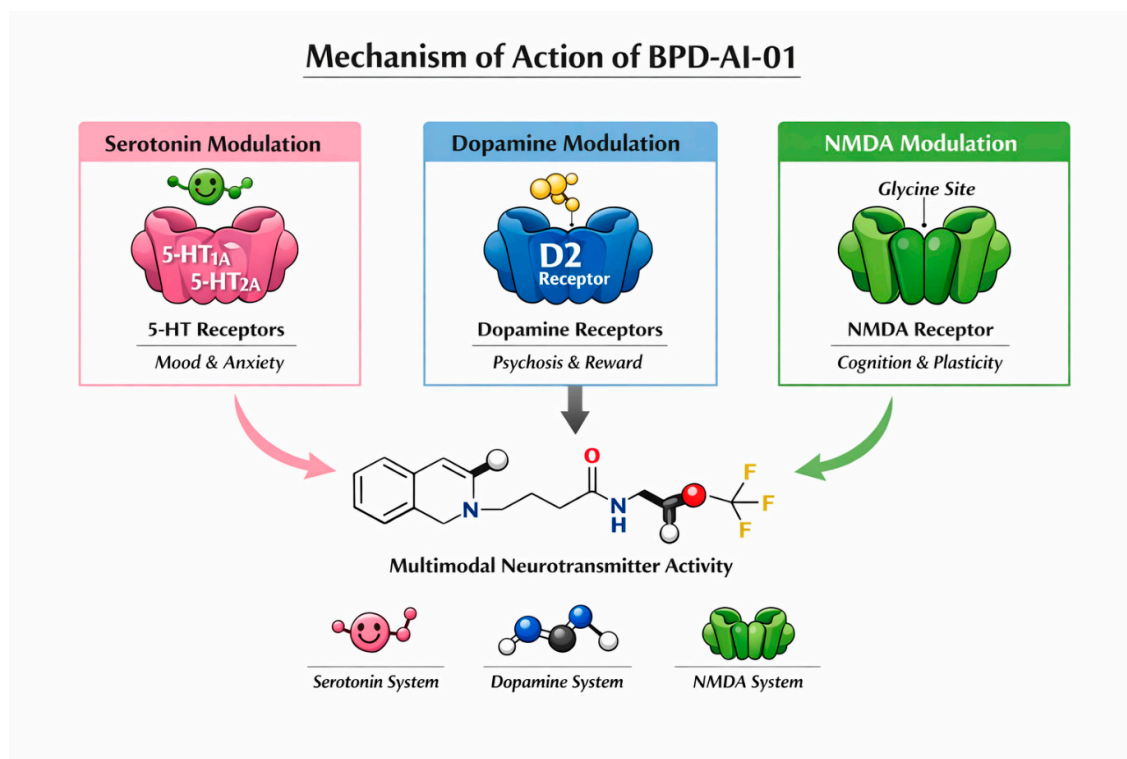 Mechanism of Action of BPD-AI-01
Serotonin Modulation
5-HT1A
5-HT2A
5-HT Receptors
Mood & Anxiety
Dopamine Modulation
D2
Receptor
Dopamine Receptors
Psychosis & Reward
NMDA Modulation
Glycine Site
NMDA Receptor
Cognition & Plasticity
N
O
N
H
F
F
F
Multimodal Neurotransmitter Activity
Serotonin System
Dopamine System
NMDA System